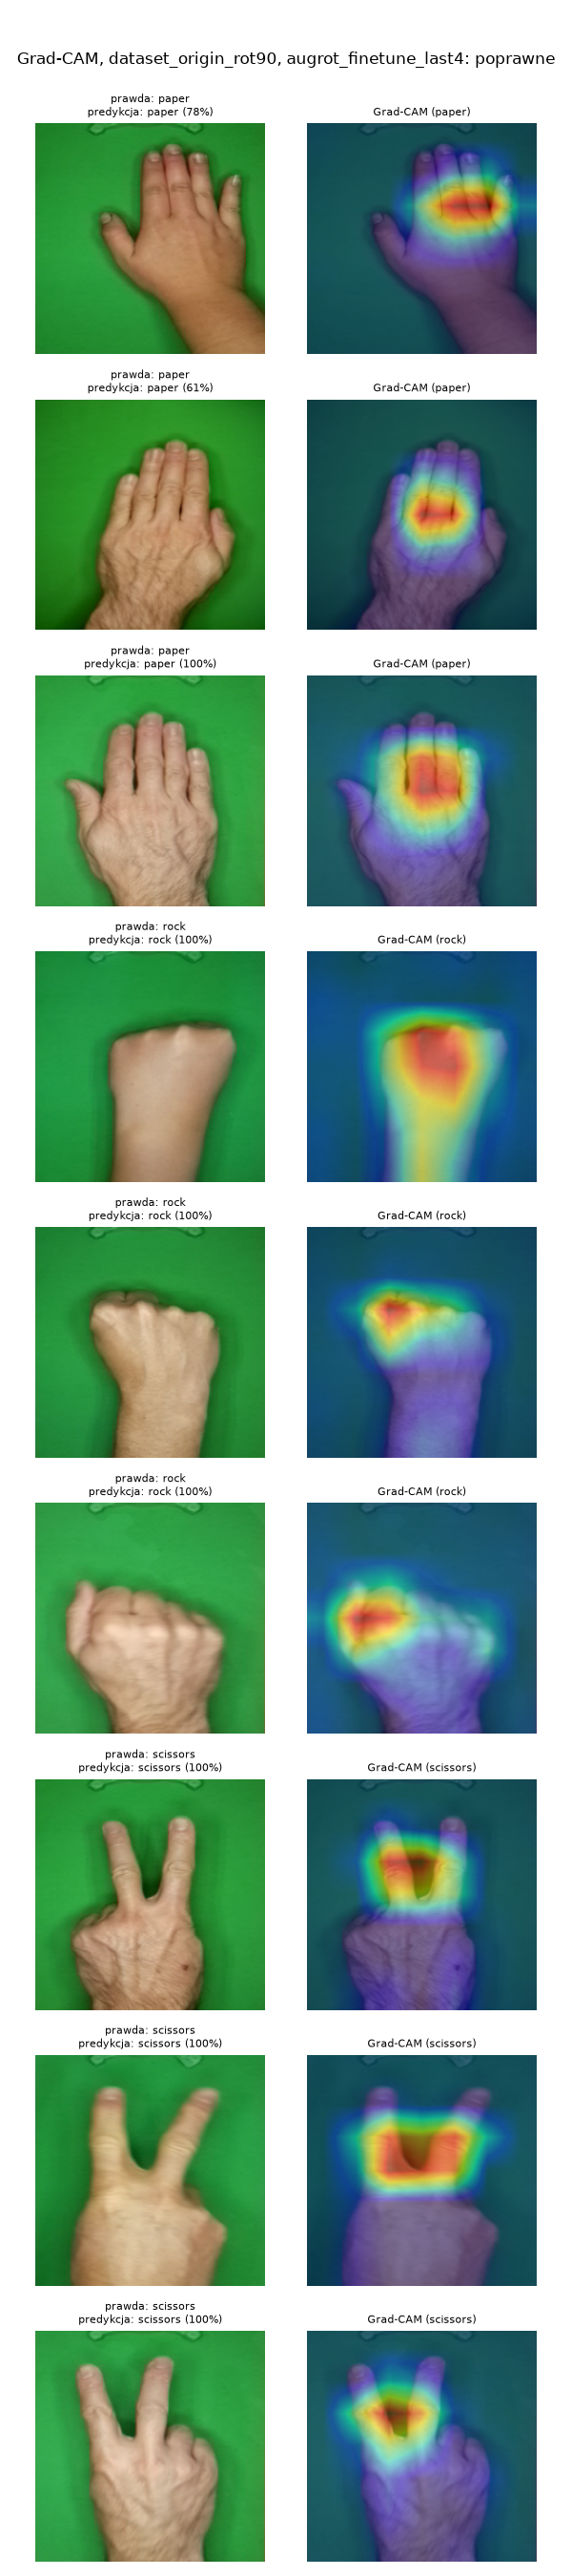 Grad-CAM, dataset_origin_rot90, augrot_finetune_last4: poprawne
prawda: paper
predykcja: paper (78%)
Grad-CAM (paper)
prawda: paper
predykcja: paper (61%)
Grad-CAM (paper)
prawda: paper
predykcja: paper (100%)
Grad-CAM (paper)
prawda: rock
predykcja: rock (100%)
Grad-CAM (rock)
prawda: rock
predykcja: rock (100%)
Grad-CAM (rock)
prawda: rock
predykcja: rock (100%)
Grad-CAM (rock)
prawda: scissors
predykcja: scissors (100%)
Grad-CAM (scissors)
prawda: scissors
predykcja: scissors (100%)
Grad-CAM (scissors)
prawda: scissors
predykcja: scissors (100%)
Grad-CAM (scissors)